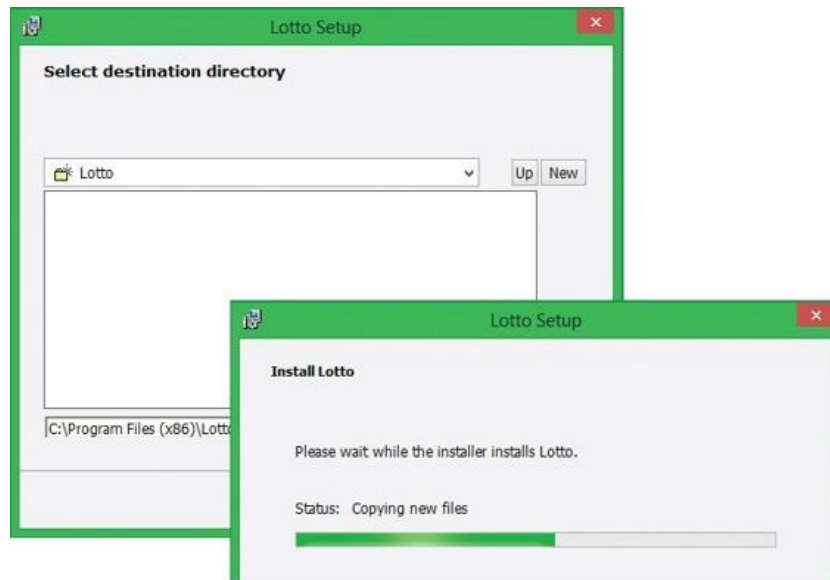 Lotto Setup
Select destination directory
Lotto
Up New
C:\Program Files (x86)\Lotto
Lotto Setup
Install Lotto
Please wait while the installer installs Lotto.
Status: Copying new files